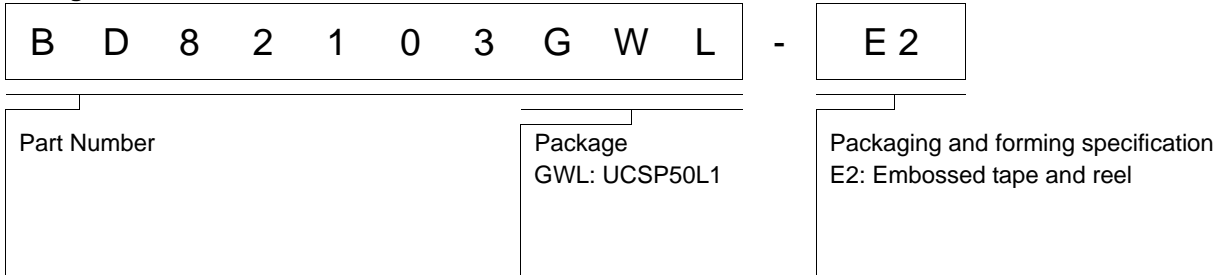 B D 8 2 1 0 3 G W L - E 2
Part Number
Package
GWL: UCSP50L1
Packaging and forming specification
E2: Embossed tape and reel